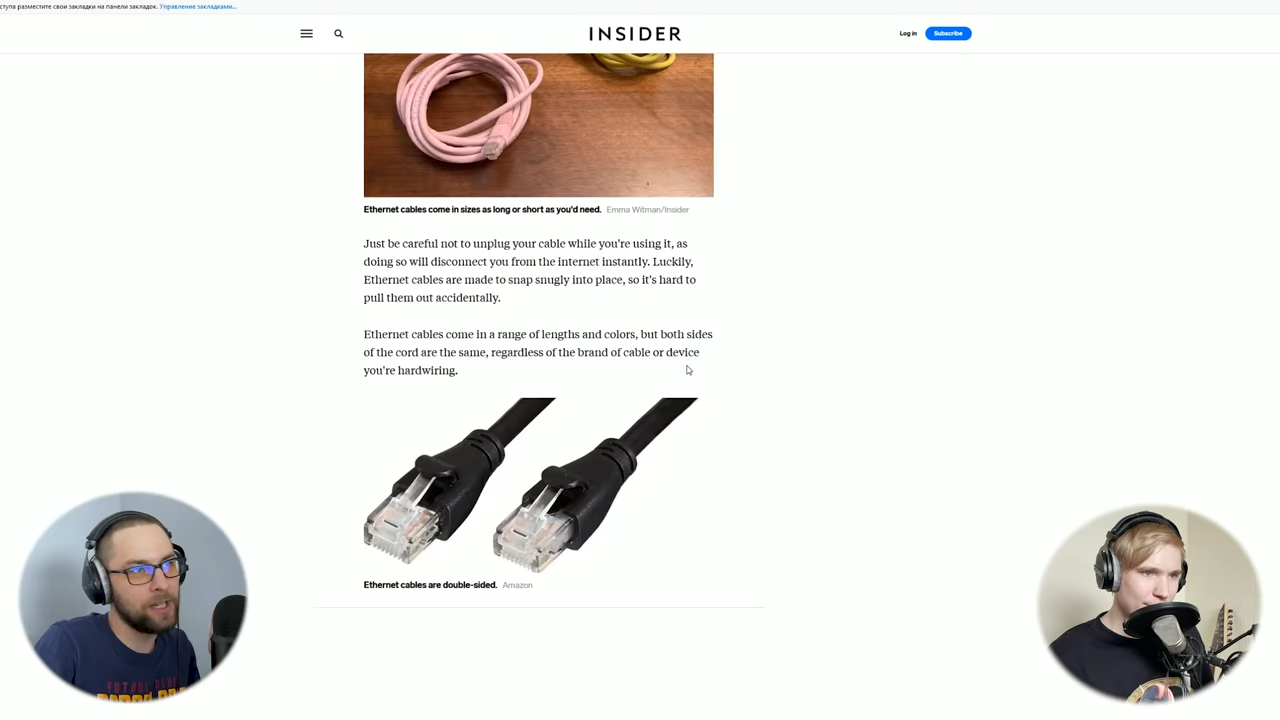 ступа разместите свои закладки на панели закладок. Управление закладками...
INSIDER
Log in
Subscribe
Ethernet cables come in sizes as long or short as you'd need. Emma Witman/Insider
Just be careful not to unplug your cable while you're using it, as
doing so will disconnect you from the internet instantly. Luckily,
Ethernet cables are made to snap snugly into place, so it's hard to
pull them out accidentally.
Ethernet cables come in a range of lengths and colors, but both sides
of the cord are the same, regardless of the brand of cable or device
you're hardwiring.
Ethernet cables are double-sided. Amazon